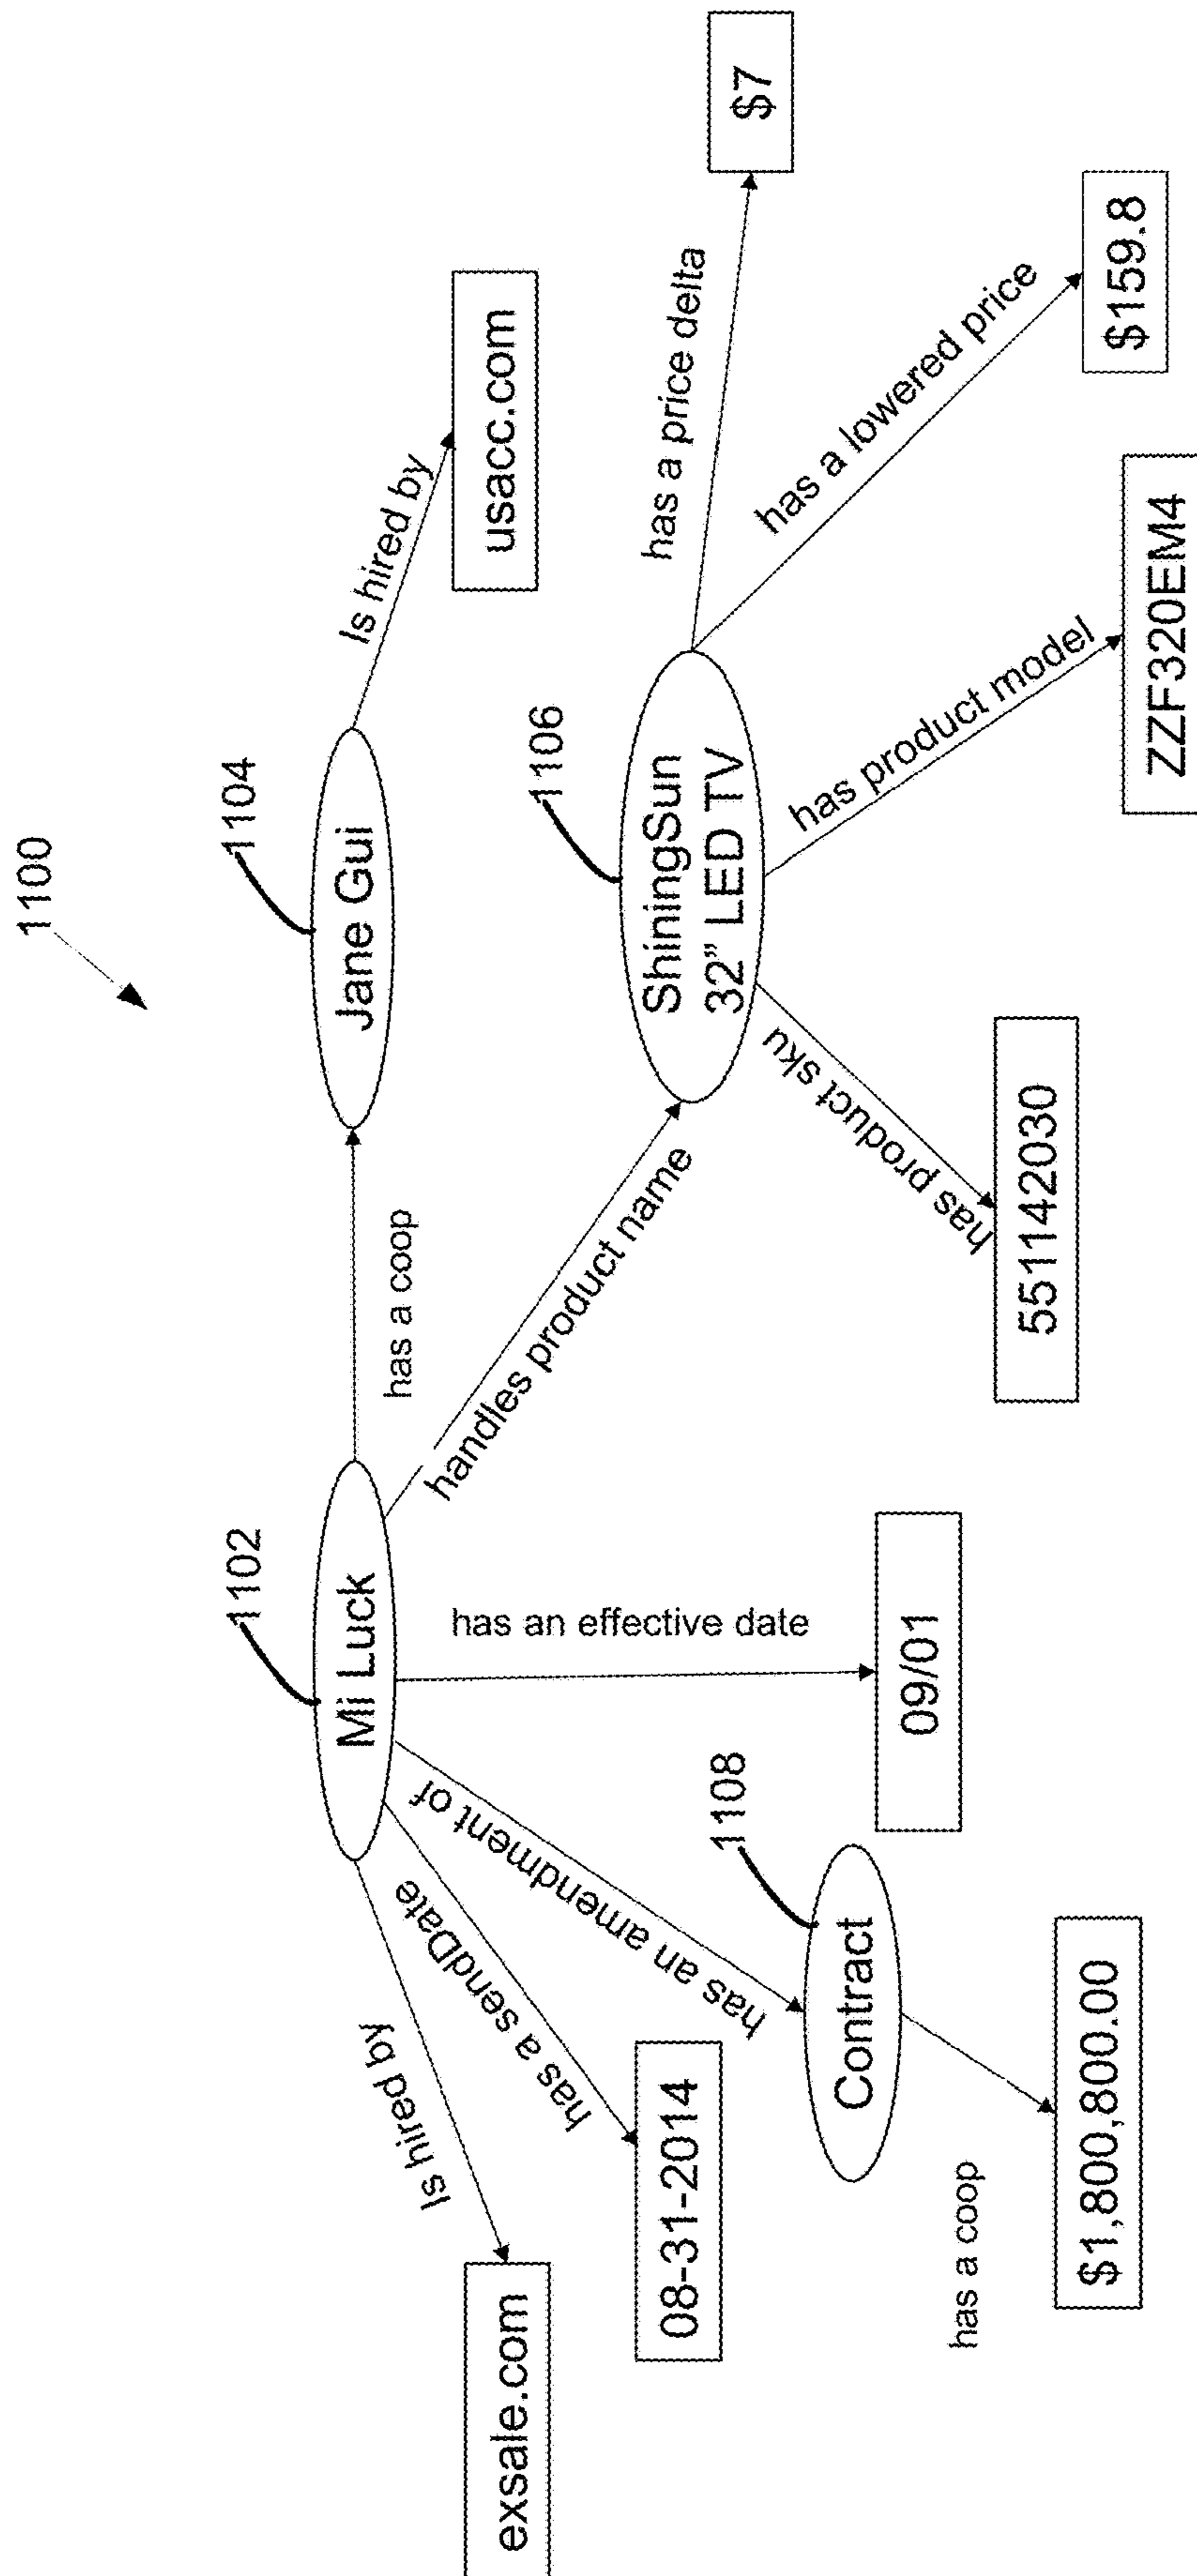 1100
1102
Mi Luck
has a coop
1104
Jane Gui
Is hired by
usacc.com
Is hired by
exsale.com
has a sendDate
08-31-2014
has an amendment of
1108
Contract
has a coop
$1,800,800.00
has an effective date
09/01
handles product name
1106
ShiningSun
32” LED TV
has product sku
551142030
has product model
ZZF320EM4
has a lowered price
$159.8
has a price delta
$7